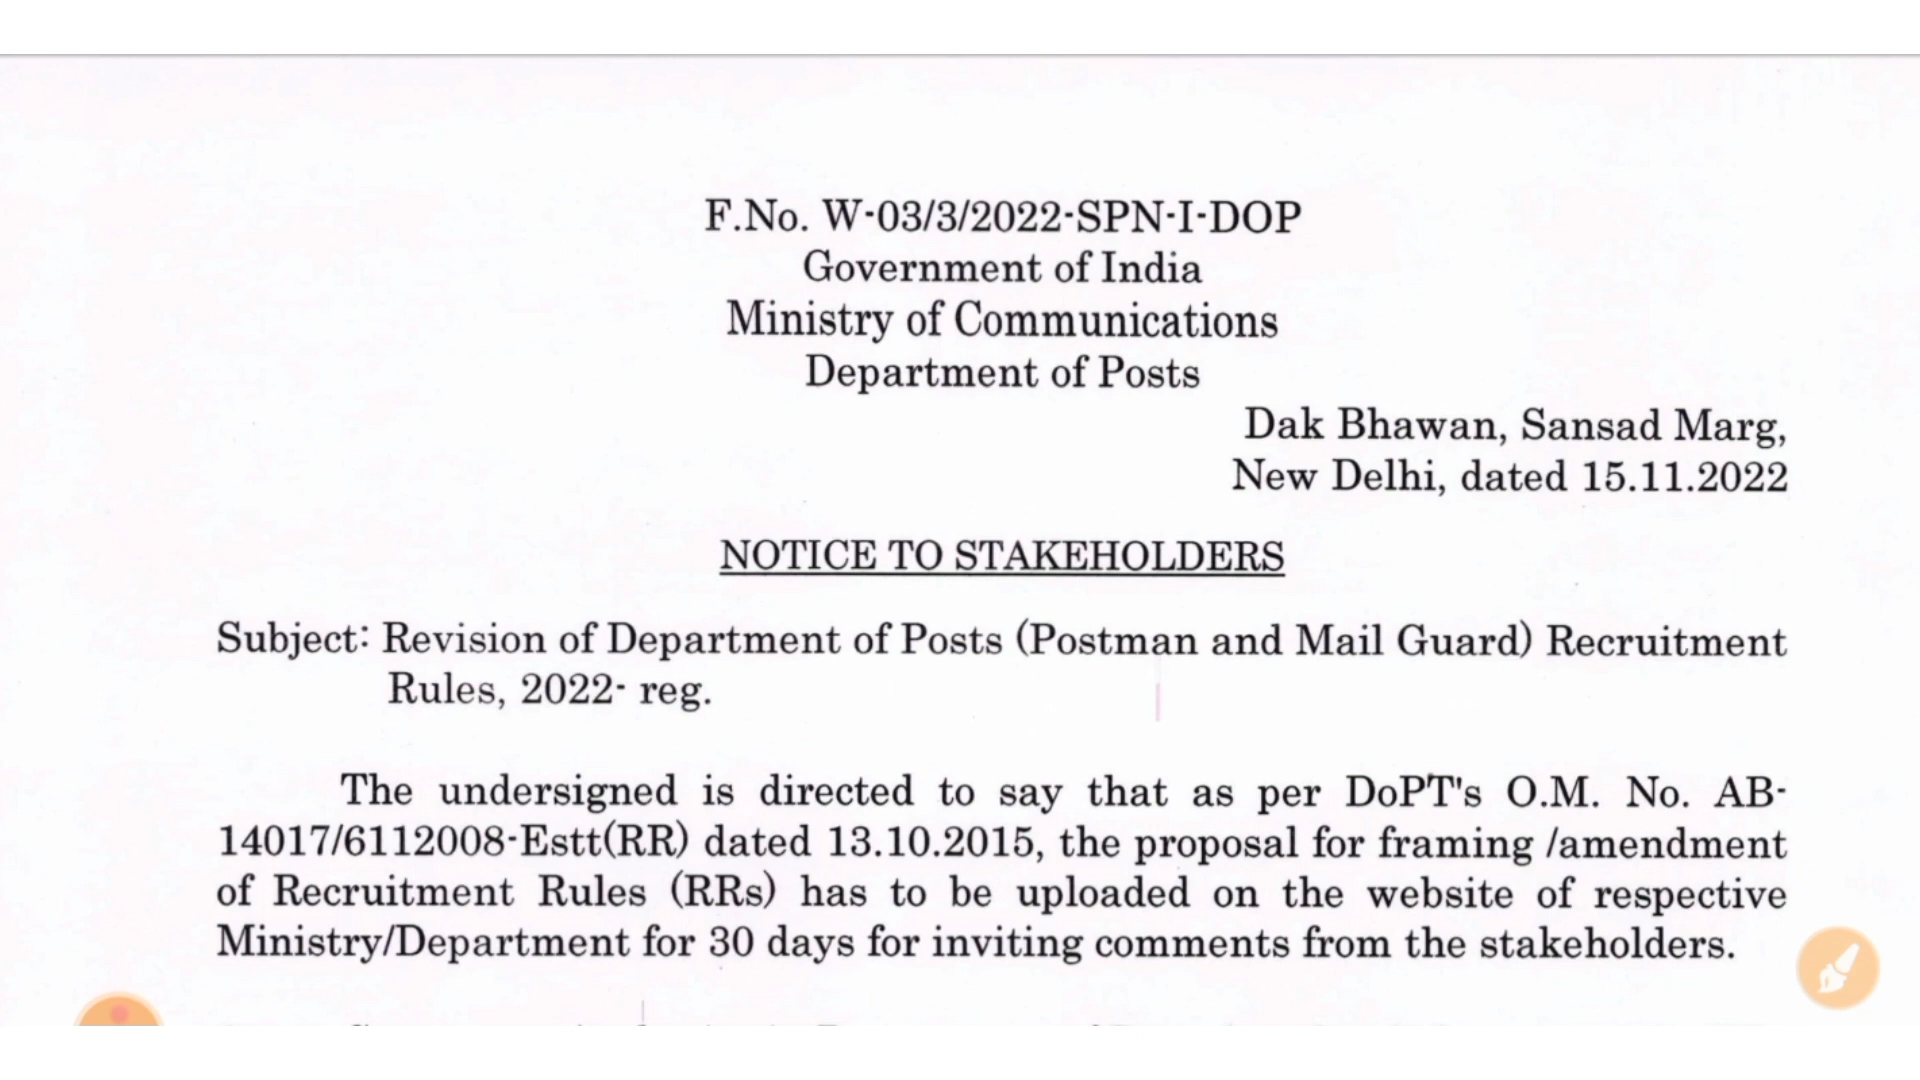 F.No. W-03/3/2022-SPN-I-DOP
Government of India
Ministry of Communications
Department of Posts
Dak Bhawan, Sansad Marg,
New Delhi, dated 15.11.2022
NOTICE TO STAKEHOLDERS
Subject: Revision of Department of Posts (Postman and Mail Guard) Recruitment
Rules, 2022- reg.
The undersigned is directed to say that as per DoPT's O.M. No. AB-
14017/6112008-Estt(RR) dated 13.10.2015, the proposal for framing /amendment
of Recruitment Rules (RRs) has to be uploaded on the website of respective
Ministry/Department for 30 days for inviting comments from the stakeholders.